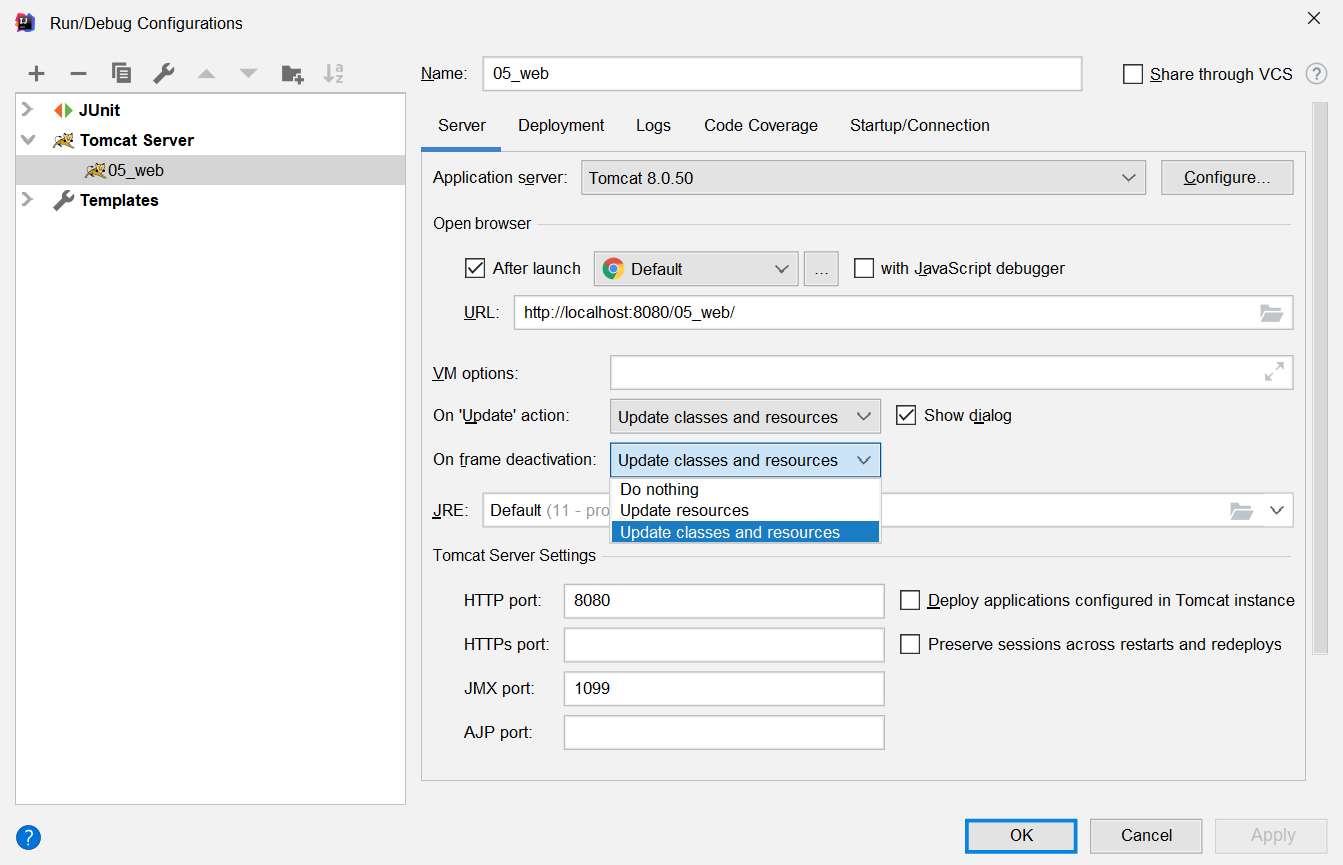 Run/Debug Configurations
Name: 05_web Share through VCS ?
JUnit
Tomcat Server
05_web
Templates
Server Deployment Logs Code Coverage Startup/Connection
Application server: Tomcat 8.0.50 Configure...
Open browser
After launch Default ... with JavaScript debugger
URL: http://localhost:8080/05_web/
VM options:
On 'Update' action: Update classes and resources Show dialog
On frame deactivation: Update classes and resources
Do nothing
JRE: Default (11 - pro Update resources
Update classes and resources
Tomcat Server Settings
HTTP port: 8080 Deploy applications configured in Tomcat instance
HTTPs port: Preserve sessions across restarts and redeploys
JMX port: 1099
AJP port:
? OK Cancel Apply